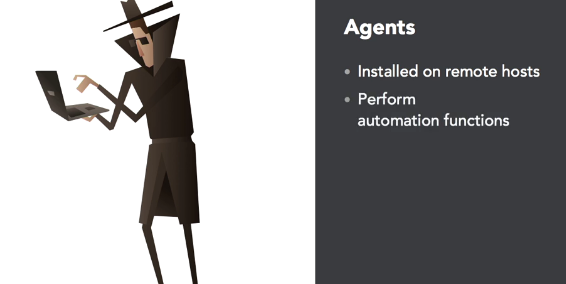 Agents
• Installed on remote hosts
• Perform
automation functions